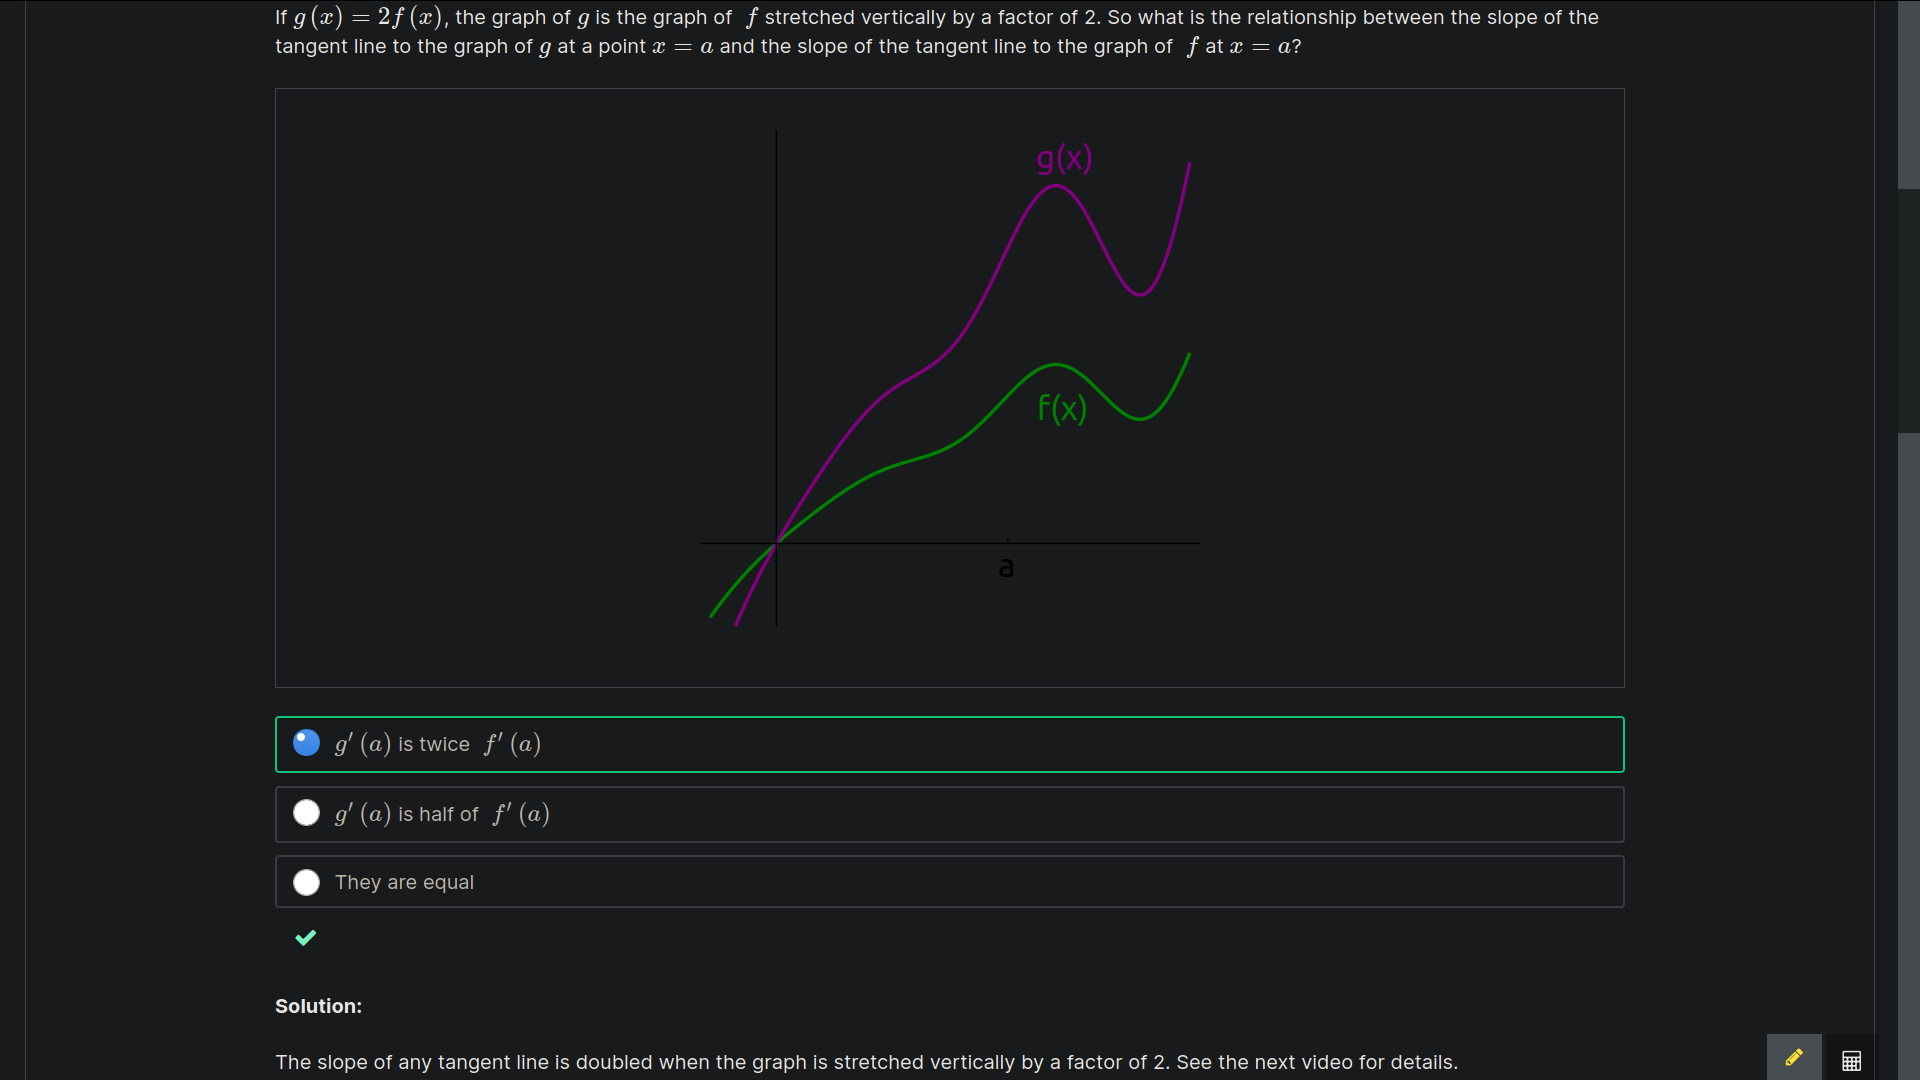 If g(x) = 2f(x), the graph of g is the graph of f stretched vertically by a factor of 2. So what is the relationship between the slope of the
tangent line to the graph of g at a point x = a and the slope of the tangent line to the graph of f at x = a?
g(x)
f(x)
a
g′(a) is twice f′(a)
g′(a) is half of f′(a)
They are equal
Solution:
The slope of any tangent line is doubled when the graph is stretched vertically by a factor of 2. See the next video for details.